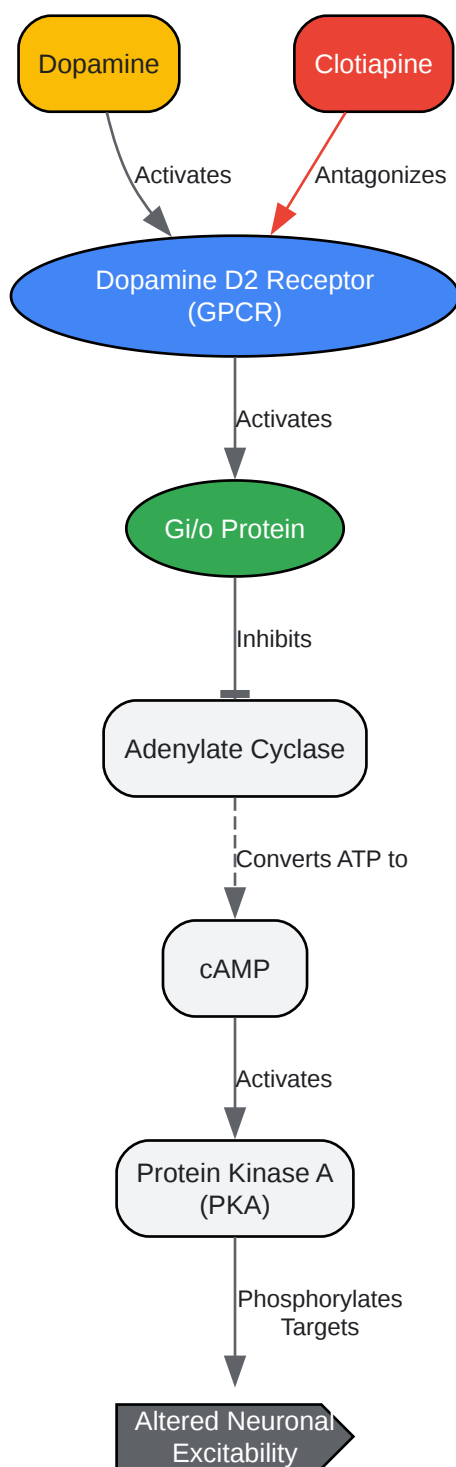 Dopamine
Clotiapine
Activates
Antagonizes
Dopamine D2 Receptor
(GPCR)
Activates
Gi/o Protein
Inhibits
Adenylate Cyclase
Converts ATP to
cAMP
Activates
Protein Kinase A
(PKA)
Phosphorylates
Targets
Altered Neuronal
Excitability